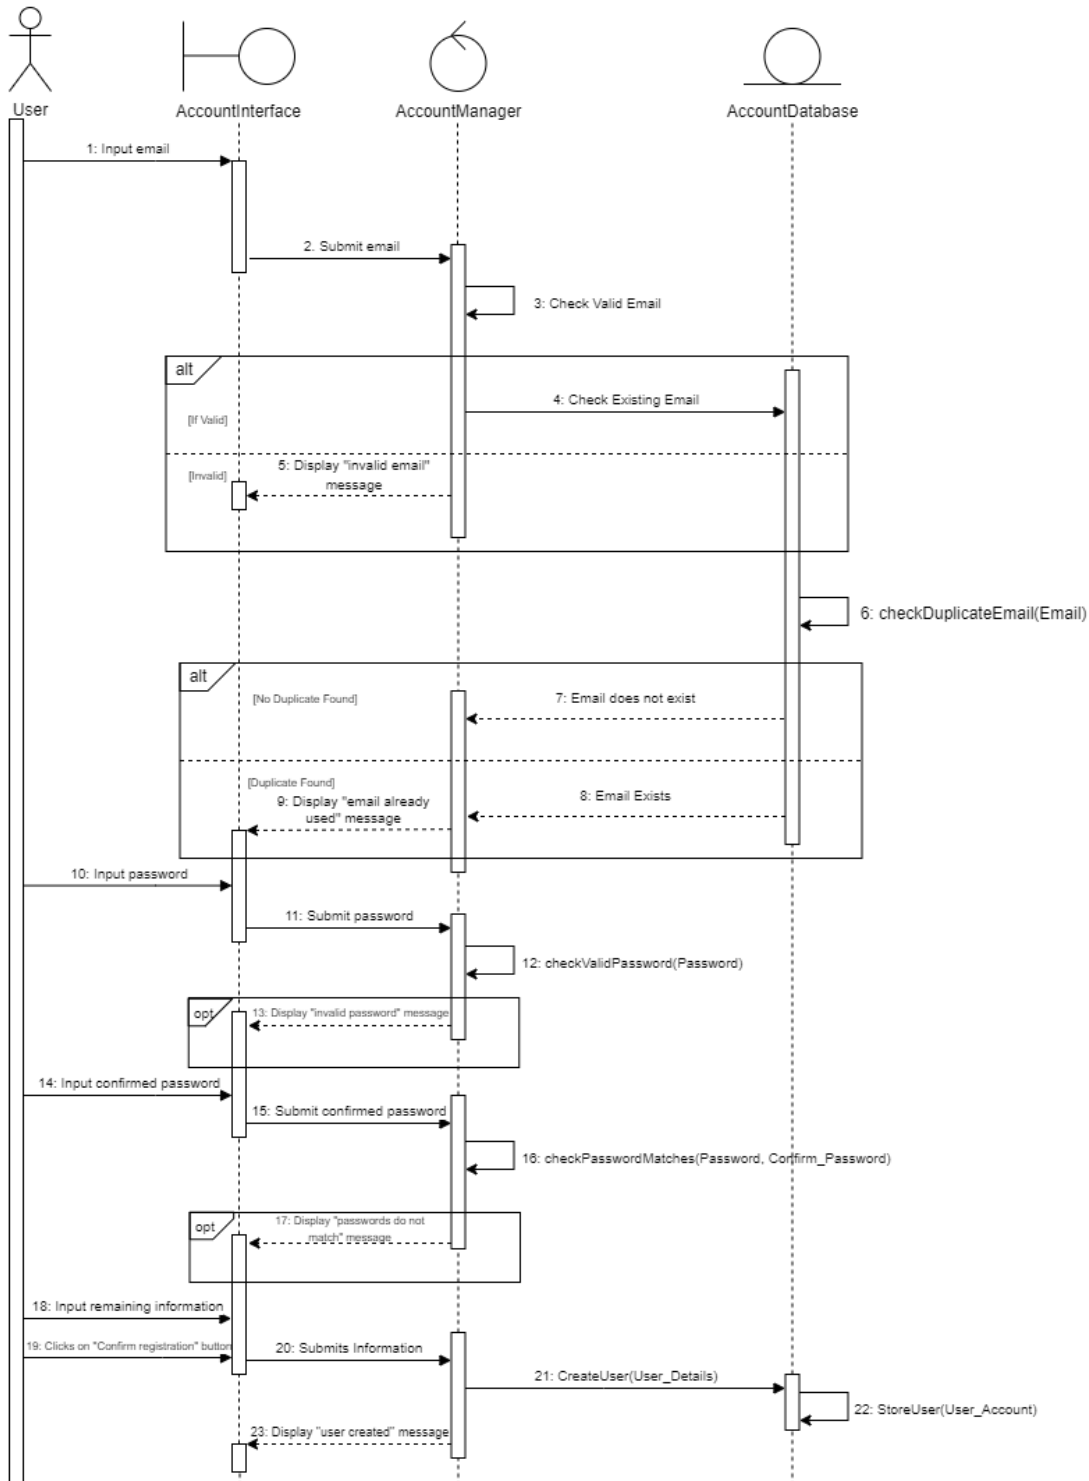 User
AccountInterface
AccountManager
AccountDatabase
1: Input email
2. Submit email
3: Check Valid Email
alt
4: Check Existing Email
[If Valid]
5: Display "invalid email"
message
[Invalid]
6: checkDuplicateEmail(Email)
alt
[No Duplicate Found]
7: Email does not exist
[Duplicate Found]
8: Email Exists
9: Display "email already
used" message
10: Input password
11: Submit password
12: checkValidPassword(Password)
opt
13: Display "invalid password" message
14: Input confirmed password
15: Submit confirmed password
16: checkPasswordMatches(Password, Confirm_Password)
opt
17: Display "passwords do not
match" message
18: Input remaining information
19: Clicks on "Confirm registration" button
20: Submits Information
21: CreateUser(User_Details)
22: StoreUser(User_Account)
23: Display "user created" message